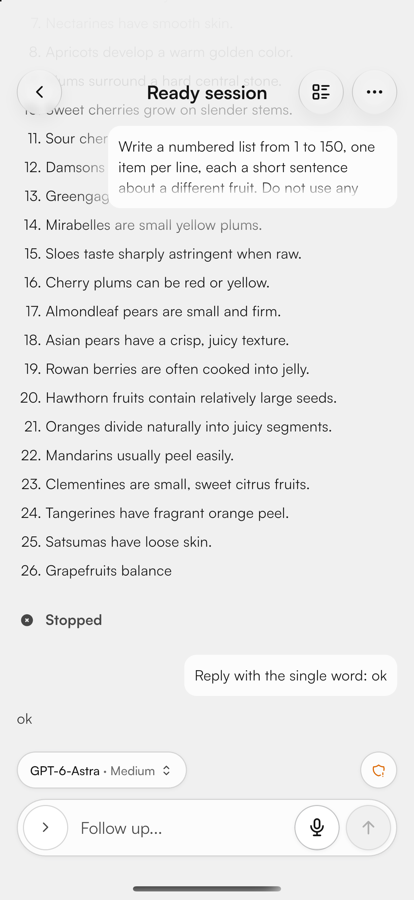 7. Nectarines have smooth skin.
8. Apricots develop a warm golden color.
surround a hard central stone.
Ready session
Sweet cherries grow on slender stems.
11. Sour
Write a numbered list from 1 to 150, one
item per line, each a short sentence
about a different fruit. Do not use any
12. Damsons
13.
14. Mirabelles are small yellow plums.
15. Sloes taste sharply astringent when raw.
16. Cherry plums can be red or yellow.
17. Almondleaf pears are small and firm.
18. Asian pears have a crisp, juicy texture.
19. Rowan berries are often cooked into jelly.
20. Hawthorn fruits contain relatively large seeds.
21. Oranges divide naturally into juicy segments.
22. Mandarins usually peel easily.
23. Clementines are small, sweet citrus fruits.
24. Tangerines have fragrant orange peel.
25. Satsumas have loose skin.
26. Grapefruits balance
Stopped
Reply with the single word: ok
ok
GPT-6-Astra · Medium
Follow up...